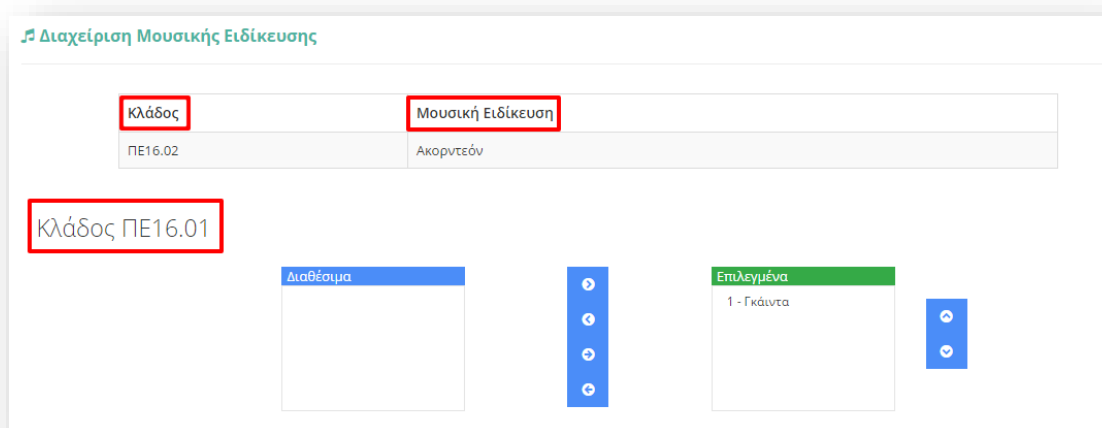 Διαχείριση Μουσικής Ειδίκευσης
Κλάδος Μουσική Ειδίκευση
ΠΕ16.02 Ακορντεόν
Κλάδος ΠΕ16.01
Διαθέσιμα Επιλεγμένα
1 - Γκάιντα